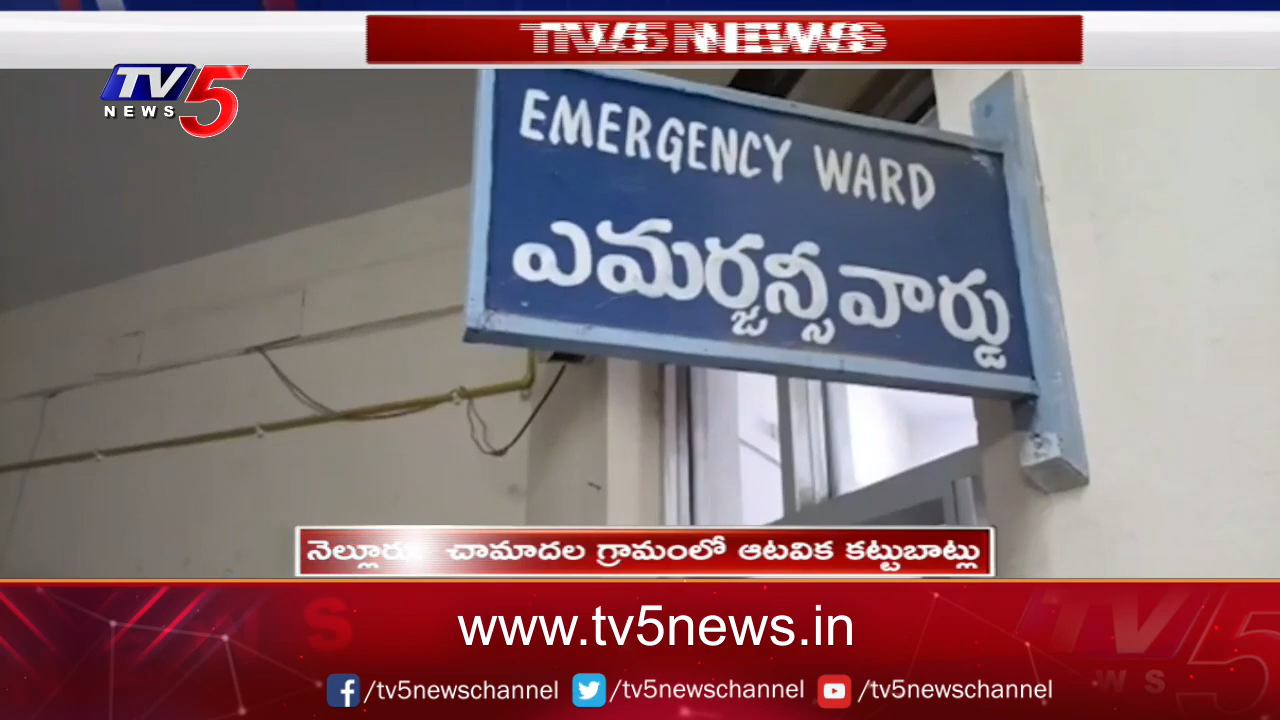 TV5 NEWS
TV5
NEWS
EMERGENCY WARD
ఎమర్జన్సీ వార్డు
నెల్లూరు చామాదల గ్రామంలో ఆటవిక కట్టుబాట్లు
www.tv5news.in
/tv5newschannel /tv5newschannel /tv5newschannel